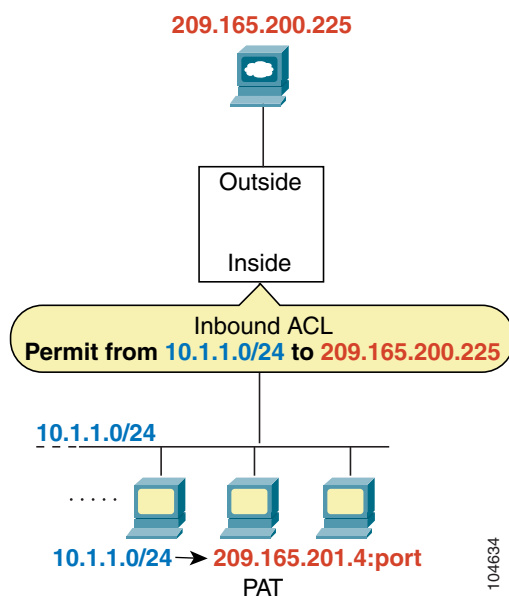 209.165.200.225
Outside
Inside
Inbound ACL
Permit from 10.1.1.0/24 to 209.165.200.225
10.1.1.0/24
.....
10.1.1.0/24 → 209.165.201.4:port
PAT
104634